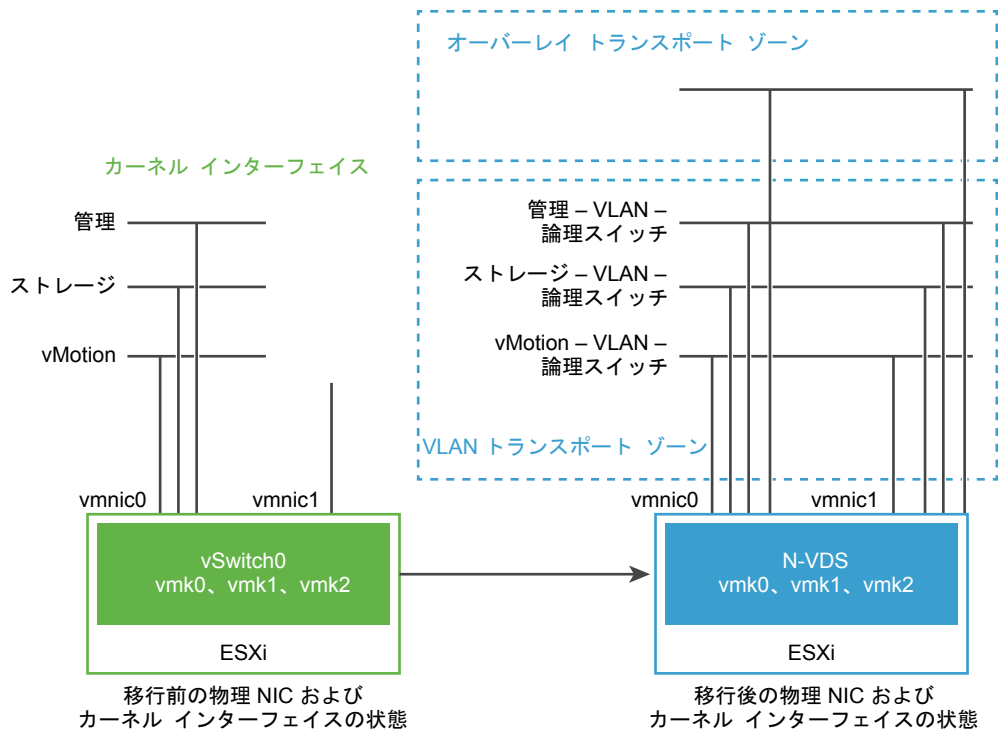 オーバーレイ トランスポート ゾーン
カーネル インターフェイス
管理
ストレージ
vMotion
管理 – VLAN –
論理スイッチ
ストレージ – VLAN –
論理スイッチ
vMotion – VLAN –
論理スイッチ
VLAN トランスポート ゾーン
vmnic0
vmnic1
vSwitch0
vmk0、vmk1、vmk2
ESXi
移行前の物理 NIC および
カーネル インターフェイスの状態
vmnic0
vmnic1
N-VDS
vmk0、vmk1、vmk2
ESXi
移行後の物理 NIC および
カーネル インターフェイスの状態